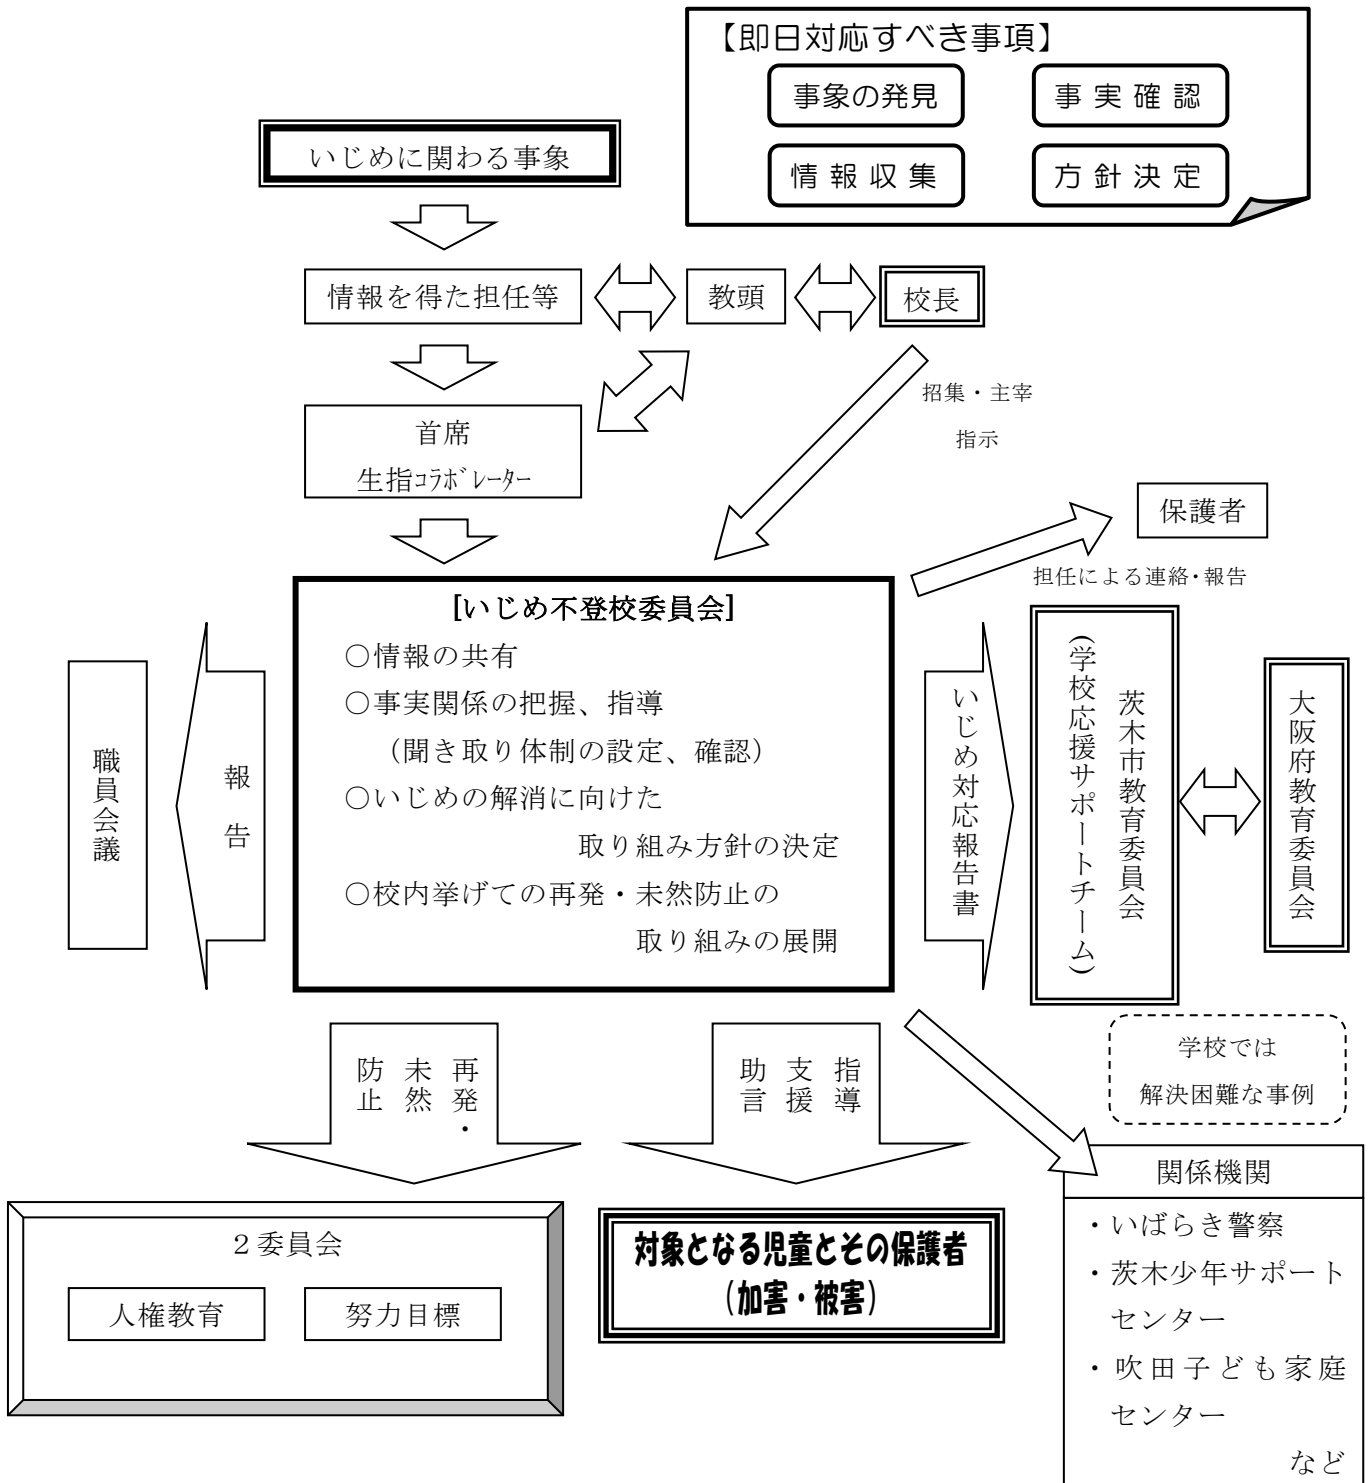 【即日対応すべき事項】
事象の発見
事実確認
情報収集
方針決定
いじめに関わる事象
情報を得た担任等
教頭
校長
招集・主宰
指示
首席
生指ｺﾗﾎﾞﾚｰﾀｰ
保護者
担任による連絡・報告
[いじめ不登校委員会]
○情報の共有
○事実関係の把握、指導
（聞き取り体制の設定、確認）
○いじめの解消に向けた
取り組み方針の決定
○校内挙げての再発・未然防止の
取り組みの展開
職員会議
報告
いじめ対応報告書
茨木市教育委員会
(学校応援サポートチーム)
大阪府教育委員会
再発・
未然
防止
指導
支援
助言
学校では
解決困難な事例
２委員会
人権教育
努力目標
対象となる児童とその保護者
（加害・被害）
関係機関
・いばらき警察
・茨木少年サポート
センター
・吹田子ども家庭
センター
など